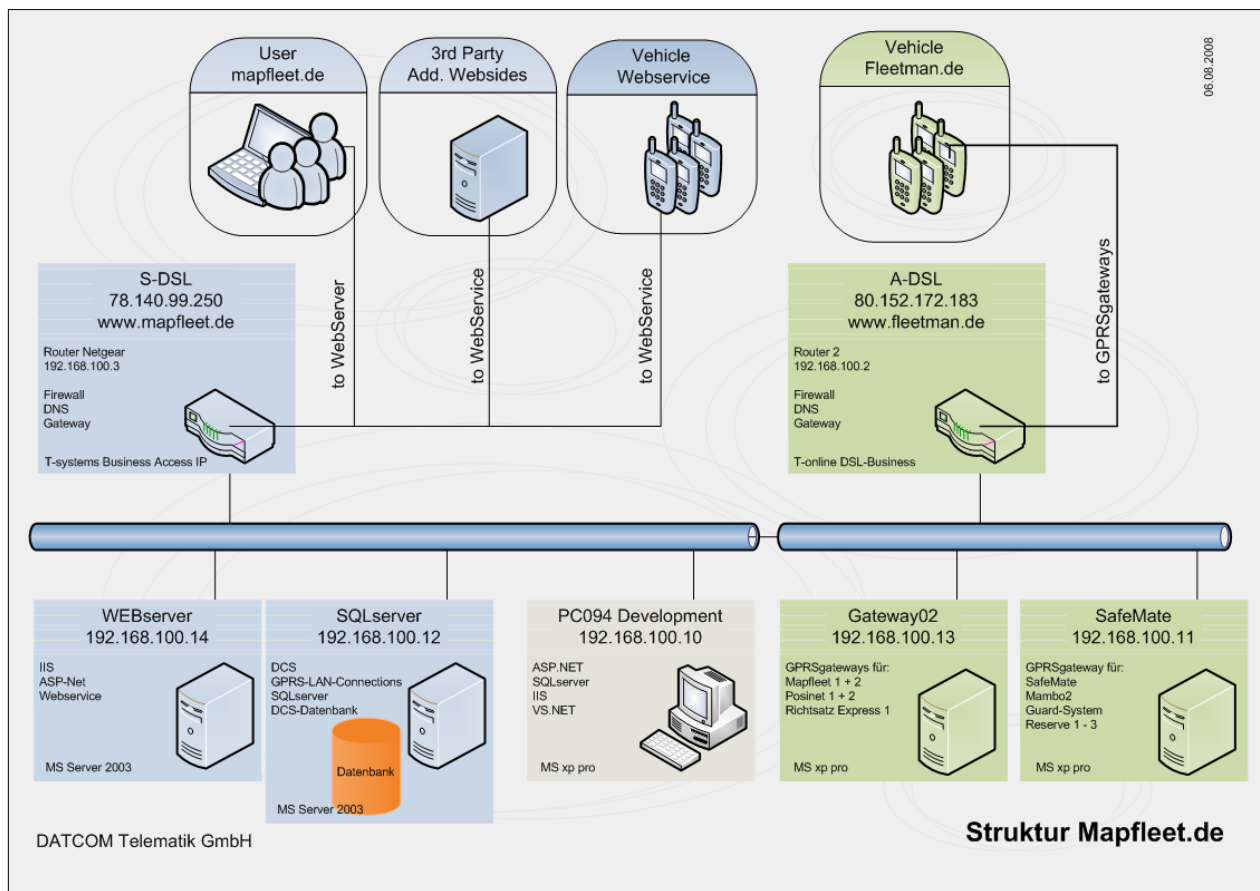 User
mapfleet.de
3rd Party
Add. Websides
Vehicle
Webservice
Vehicle
Fleetman.de
06.08.2008
S-DSL
78.140.99.250
www.mapfleet.de
Router Netgear
192.168.100.3
Firewall
DNS
Gateway
T-systems Business Access IP
to WebServer
to WebService
to WebService
A-DSL
80.152.172.183
www.fleetman.de
Router 2
192.168.100.2
Firewall
DNS
Gateway
T-online DSL-Business
to GPRSgateways
WEBserver
192.168.100.14
IIS
ASP-Net
Webservice
MS Server 2003
SQLserver
192.168.100.12
DCS
GPRS-LAN-Connections
SQLserver
DCS-Datenbank
Datenbank
MS Server 2003
PC094 Development
192.168.100.10
ASP.NET
SQLserver
IIS
VS.NET
MS xp pro
Gateway02
192.168.100.13
GPRSgateways für:
Mapfleet 1 + 2
Posinet 1 + 2
Richtsatz Express 1
MS xp pro
SafeMate
192.168.100.11
GPRSgateway für:
SafeMate
Mambo2
Guard-System
Reserve 1 - 3
MS xp pro
DATCOM Telematik GmbH
Struktur Mapfleet.de